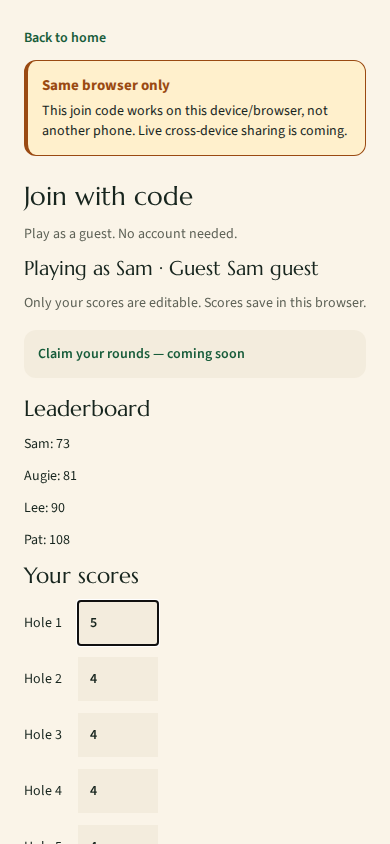 Back to home
Same browser only
This join code works on this device/browser, not
another phone. Live cross-device sharing is coming.
Join with code
Play as a guest. No account needed.
Playing as Sam · Guest Sam guest
Only your scores are editable. Scores save in this browser.
Claim your rounds — coming soon
Leaderboard
Sam: 73
Augie: 81
Lee: 90
Pat: 108
Your scores
Hole 1 5
Hole 2 4
Hole 3 4
Hole 4 4